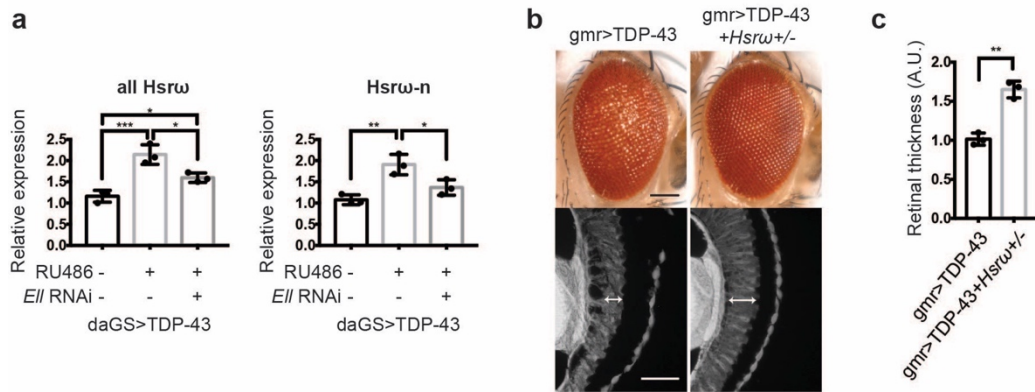 a
all Hsrω
Relative expression
2.5
2.0
1.5
1.0
0.5
0.0
*
***
*
RU486 - + +
Ell RNAi - - +
daGS>TDP-43
Hsrω-n
Relative expression
2.5
2.0
1.5
1.0
0.5
0.0
**
*
RU486 - + +
Ell RNAi - - +
daGS>TDP-43
b
gmr>TDP-43
gmr>TDP-43
+Hsrω+/-
c
Retinal thickness (A.U.)
2.0
1.5
1.0
0.5
0.0
**
gmr>TDP-43
gmr>TDP-43+Hsrω+/-